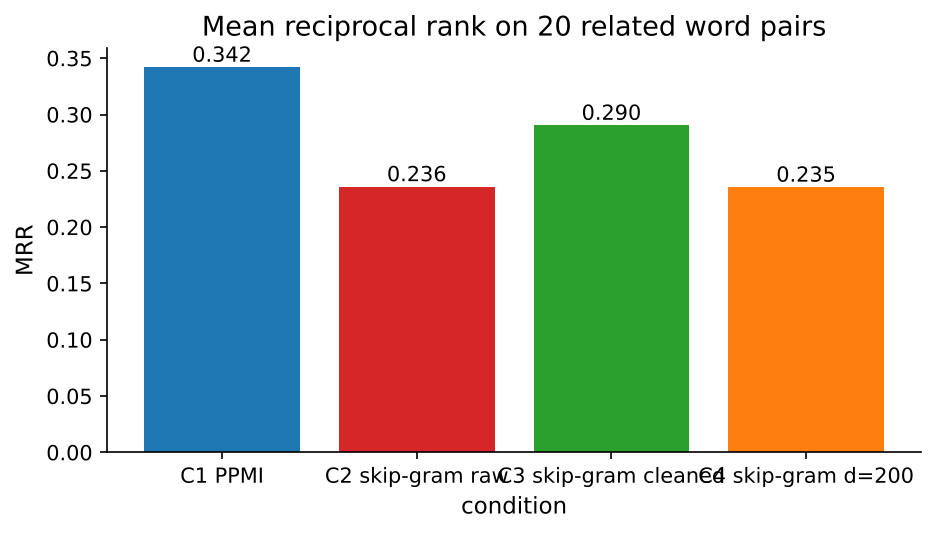 Mean reciprocal rank on 20 related word pairs
0.342
0.236
0.290
0.235
MRR
0.35
0.30
0.25
0.20
0.15
0.10
0.05
0.00
C1 PPMI
C2 skip-gram raw
C3 skip-gram cleaned
C4 skip-gram d=200
condition